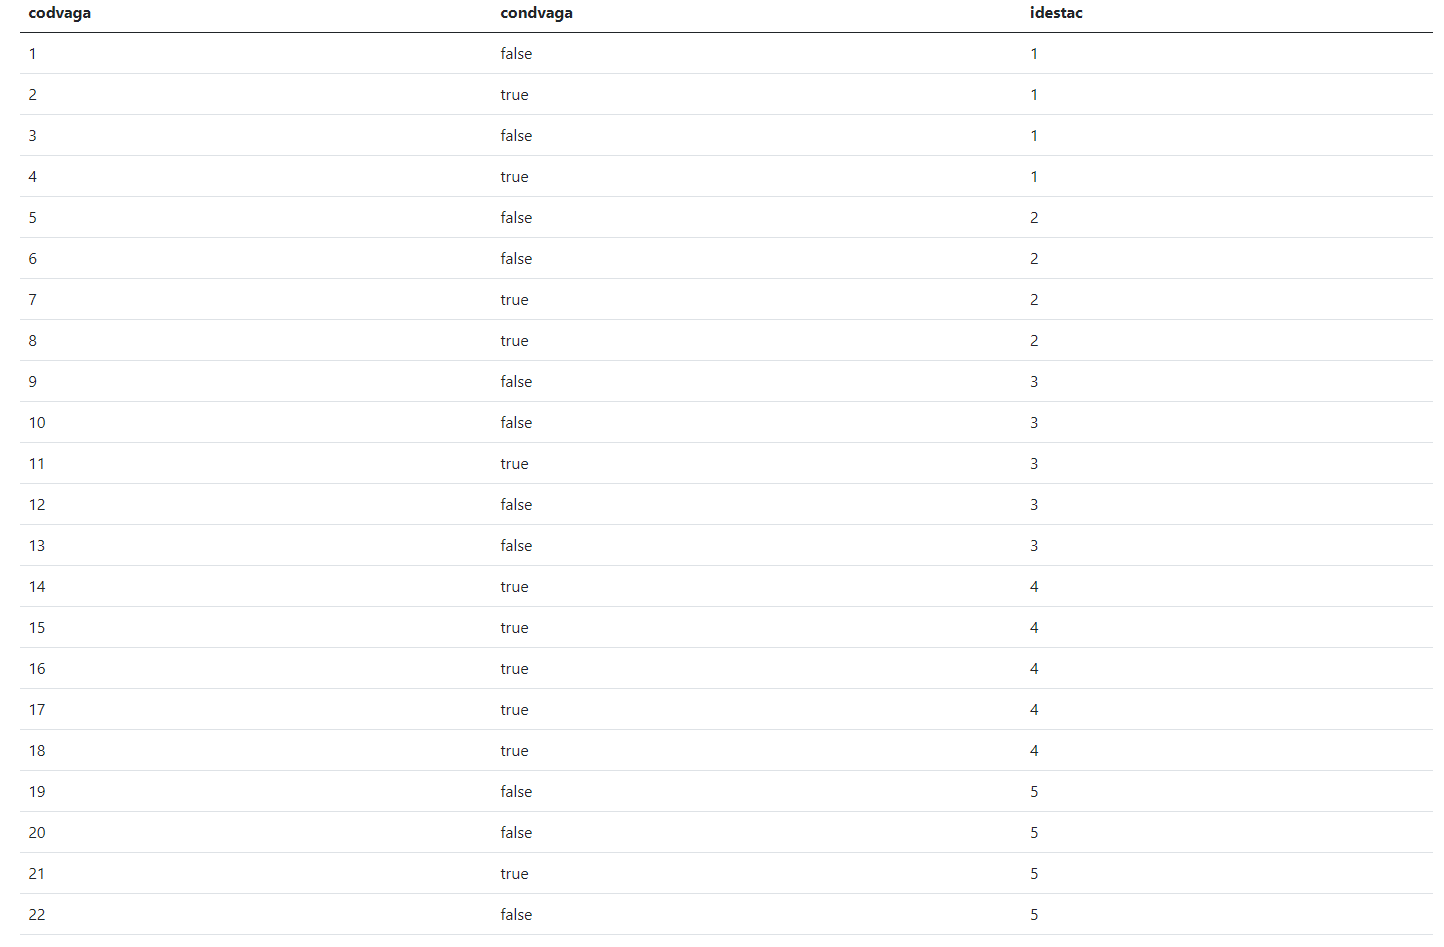 codvaga condvaga idestac
1 false 1
2 true 1
3 false 1
4 true 1
5 false 2
6 false 2
7 true 2
8 true 2
9 false 3
10 false 3
11 true 3
12 false 3
13 false 3
14 true 4
15 true 4
16 true 4
17 true 4
18 true 4
19 false 5
20 false 5
21 true 5
22 false 5